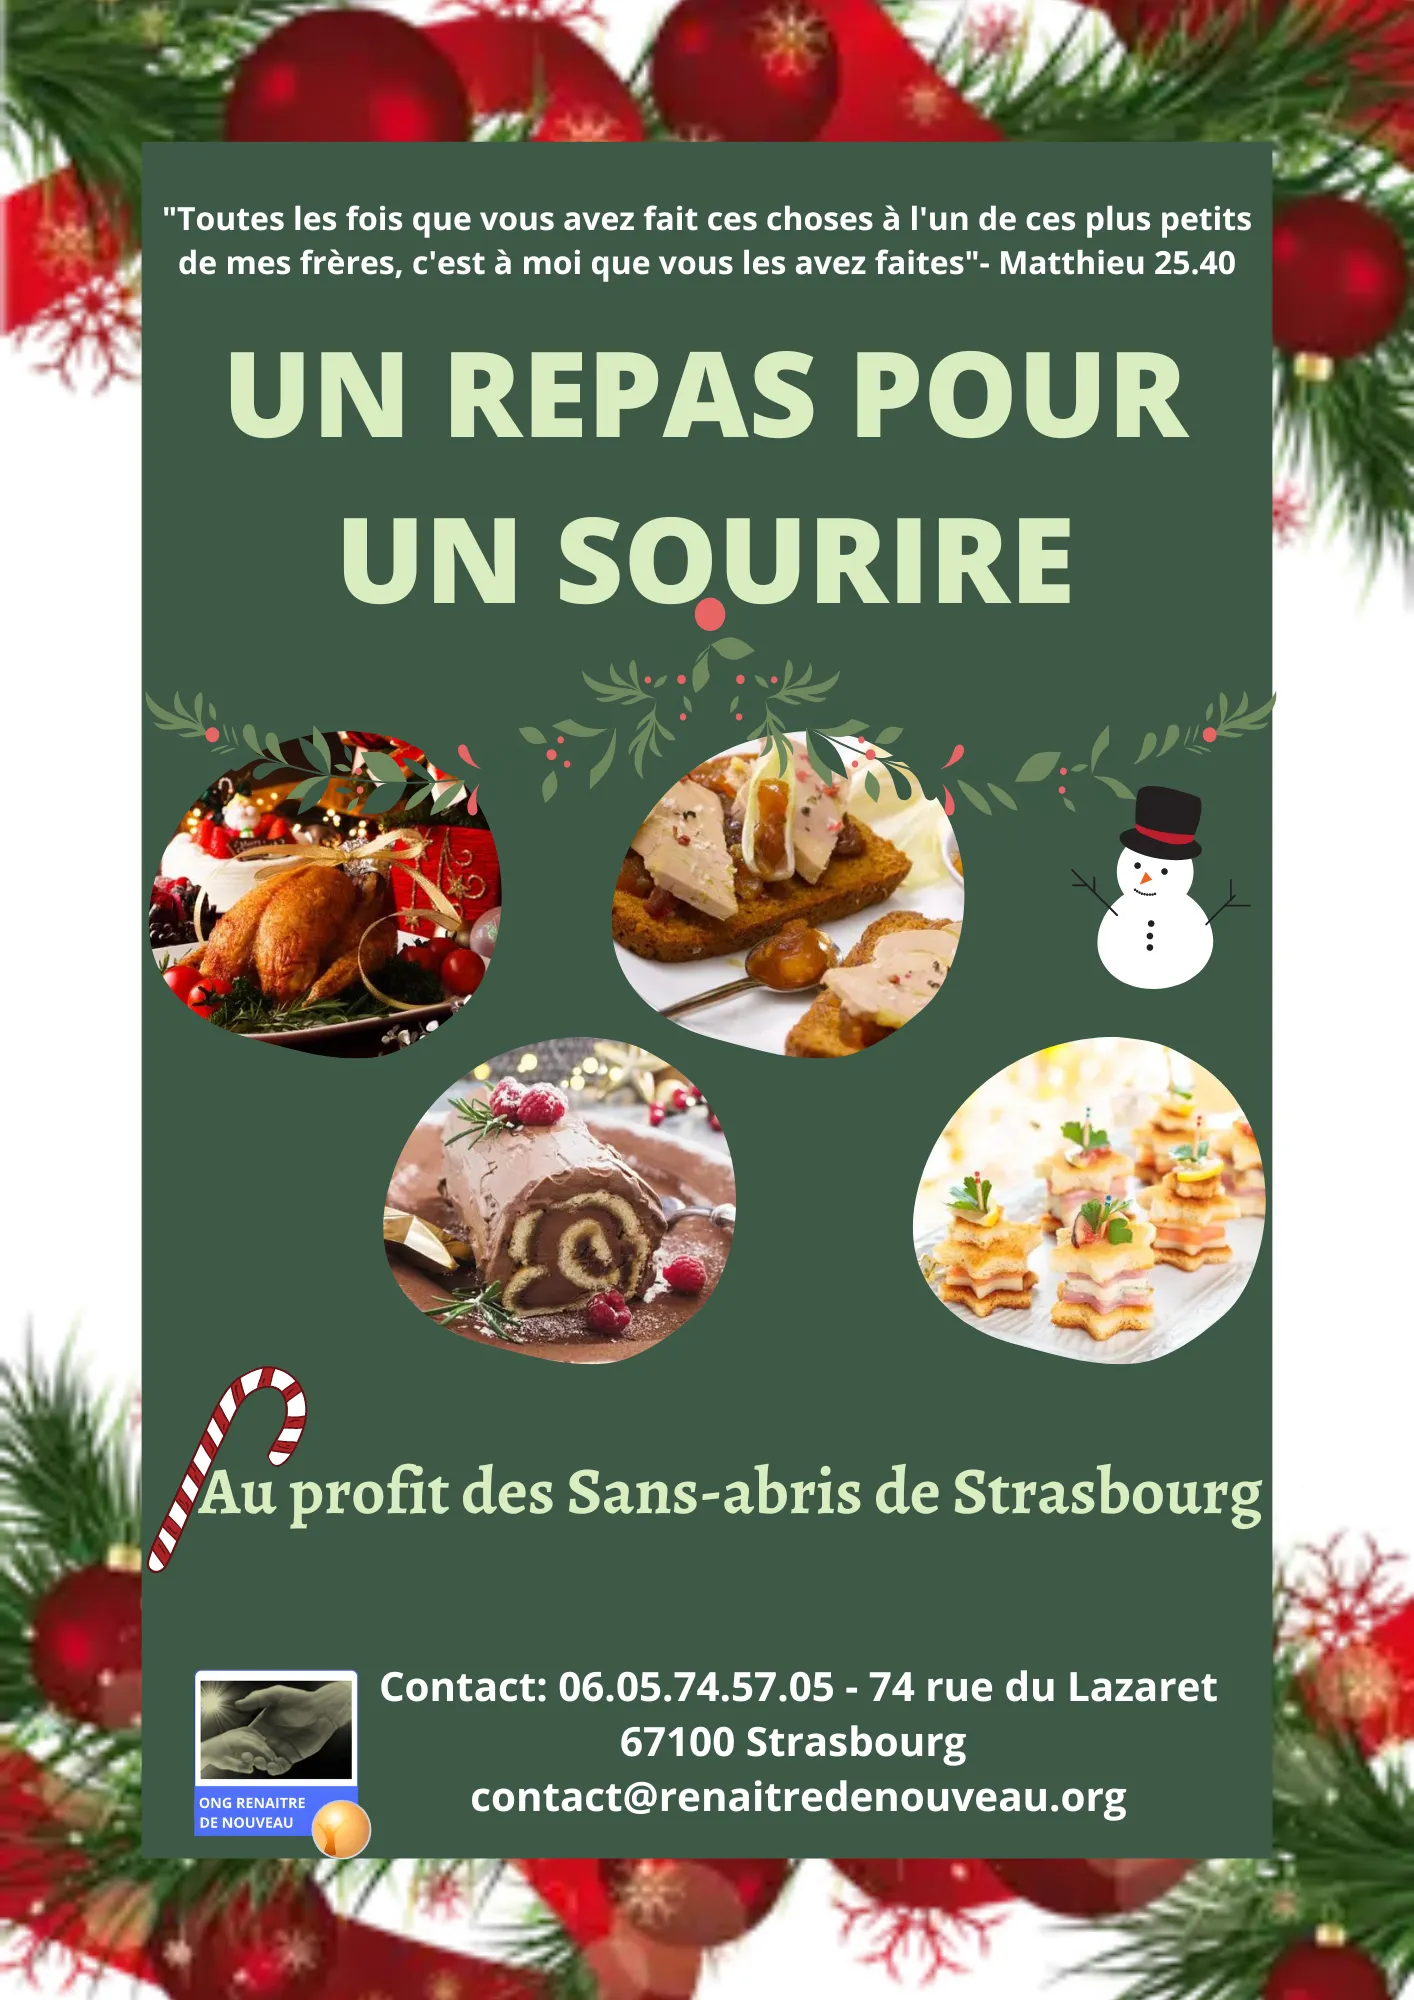 "Toutes les fois que vous avez fait ces choses à l'un de ces plus petits
de mes frères, c'est à moi que vous les avez faites"- Matthieu 25.40
UN REPAS POUR
UN SOURIRE
Au profit des Sans-abris de Strasbourg
Contact: 06.05.74.57.05 - 74 rue du Lazaret
67100 Strasbourg
contact@renaitredenouveau.org
ONG RENAITRE
DE NOUVEAU